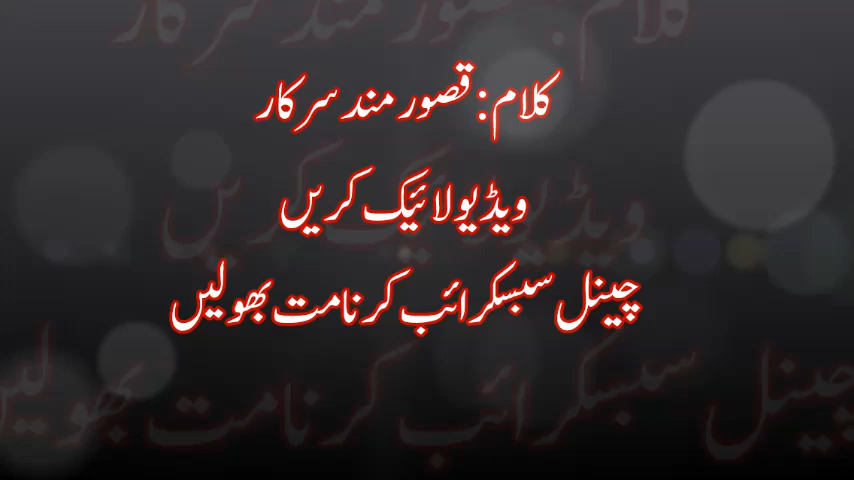 کلام: قصور مند سرکار
ویڈیو لائیک کریں
چینل سبسکرائب کرنا مت بھولیں